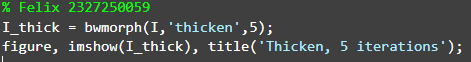 % Felix 2327250059
I_thick = bwmorph(I,'thicken',5);
figure, imshow(I_thick), title('Thicken, 5 iterations');